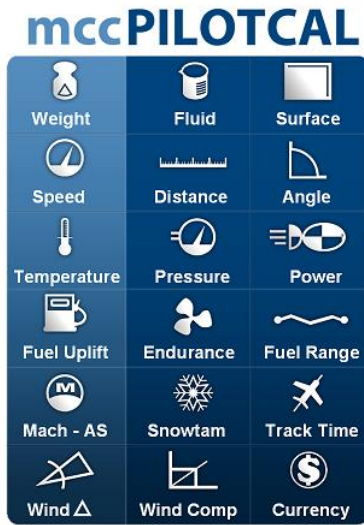 mccPILOTCAL
Weight Fluid Surface
Speed Distance Angle
Temperature Pressure Power
Fuel Uplift Endurance Fuel Range
M
Mach - AS Snowtam Track Time
$
Wind Δ Wind Comp Currency